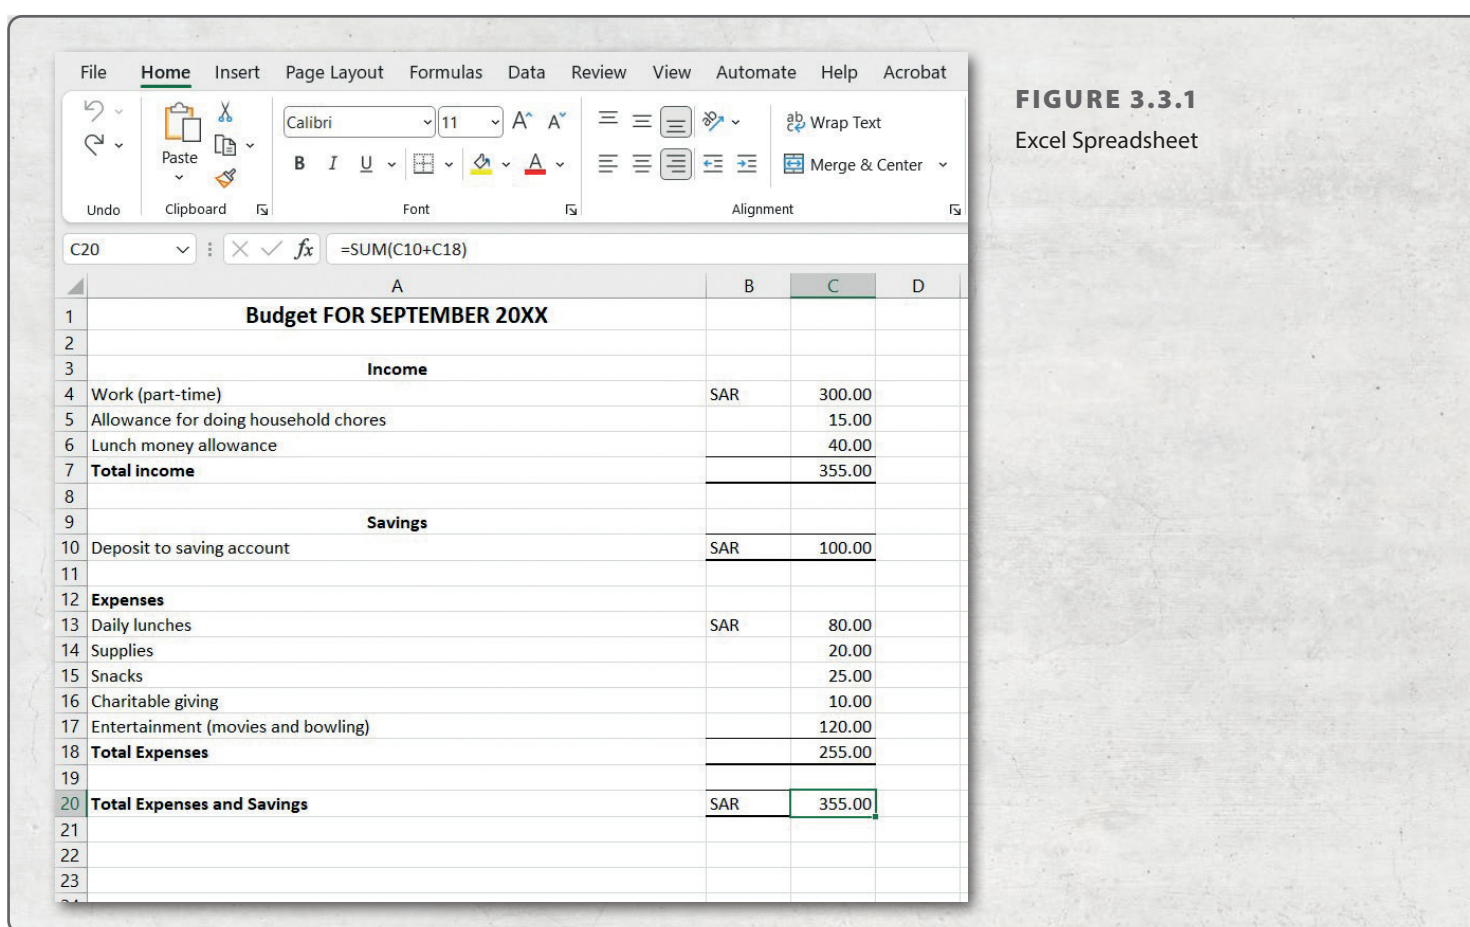 File Home Insert Page Layout Formulas Data Review View Automate Help Acrobat
Calibri 11 A^ A˅ ab Wrap Text
Paste B I U A Merge & Center
Undo Clipboard Font Alignment
C20 fx =SUM(C10+C18)
A B C D
1 Budget FOR SEPTEMBER 20XX
2
3 Income
4 Work (part-time) SAR 300.00
5 Allowance for doing household chores 15.00
6 Lunch money allowance 40.00
7 Total income 355.00
8
9 Savings
10 Deposit to saving account SAR 100.00
11
12 Expenses
13 Daily lunches SAR 80.00
14 Supplies 20.00
15 Snacks 25.00
16 Charitable giving 10.00
17 Entertainment (movies and bowling) 120.00
18 Total Expenses 255.00
19
20 Total Expenses and Savings SAR 355.00
21
22
23
FIGURE 3.3.1
Excel Spreadsheet